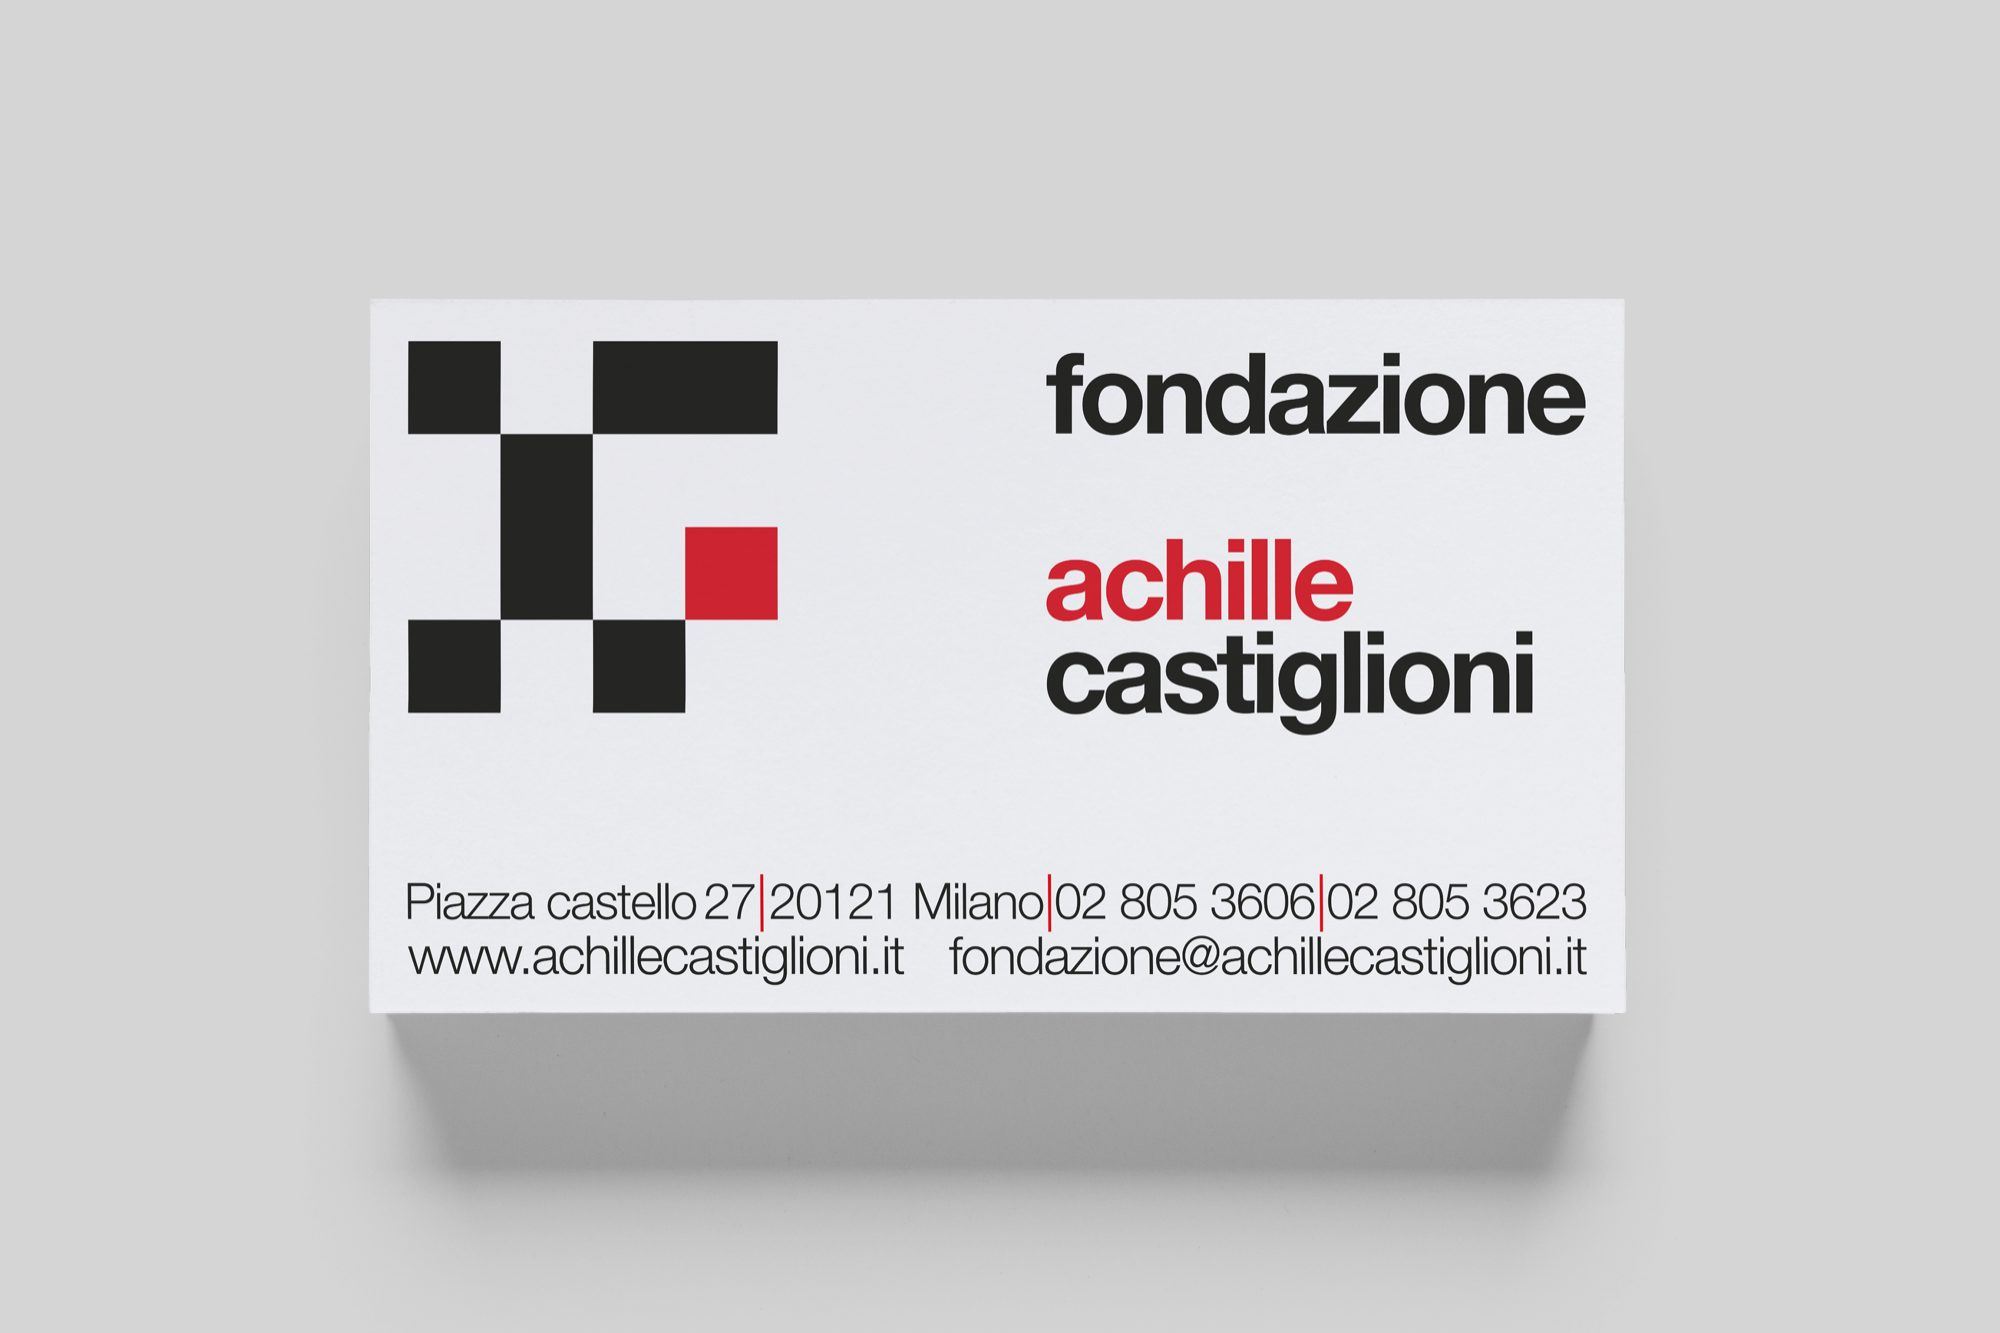 fondazione
achille
castiglioni
Piazza castello 27|20121 Milano|02 805 3606|02 805 3623
www.achillecastiglioni.it fondazione@achillecastiglioni.it